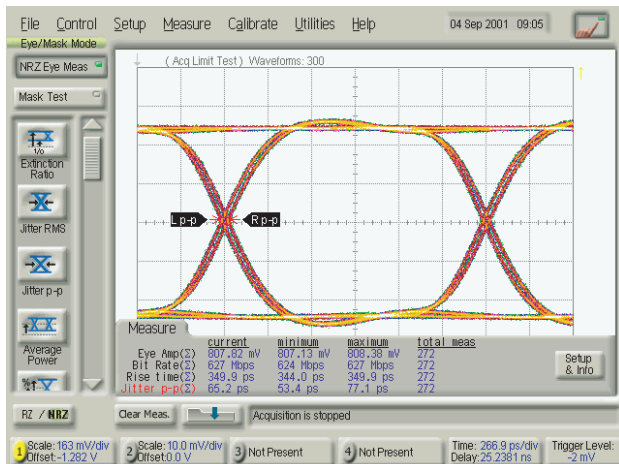 File Control Setup Measure Calibrate Utilities Help 04 Sep 2001 09:05
Eye/Mask Mode
NRZ Eye Meas
Mask Test
Extinction
Ratio
Jitter RMS
Jitter p-p
Average
Power
( Acq Limit Test ) Waveforms: 300
L p-p R p-p
Measure
current minimum maximum total meas
Eye Amp(Σ) 807.82 mV 807.13 mV 808.38 mV 272
Bit Rate(Σ) 627 Mbps 624 Mbps 627 Mbps 272
Rise time(Σ) 349.9 ps 344.0 ps 349.9 ps 272
Jitter p-p(Σ) 65.2 ps 53.4 ps 77.1 ps 272
Setup
& Info
RZ / NRZ
Clear Meas. Acquisition is stopped
1 Scale: 163 mV/div
Offset:-1.282 V
2 Scale: 10.0 mV/div
Offset:0.0 V
3 Not Present
4 Not Present
Time: 266.9 ps/div
Delay:25.2381 ns
Trigger Level:
-2 mV